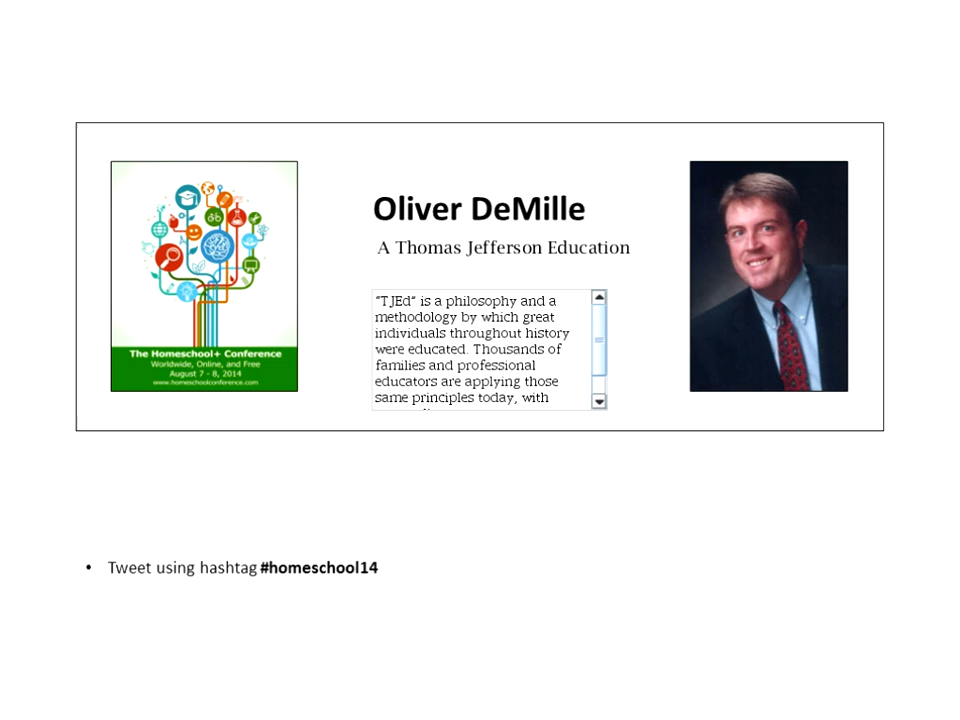 Oliver DeMille
A Thomas Jefferson Education
"TJEd" is a philosophy and a
methodology by which great
individuals throughout history
were educated. Thousands of
families and professional
educators are applying those
same principles today, with
The Homeschool+ Conference
Worldwide, Online, and Free
August 7 - 8, 2014
www.homeschoolconference.com
• Tweet using hashtag #homeschool14